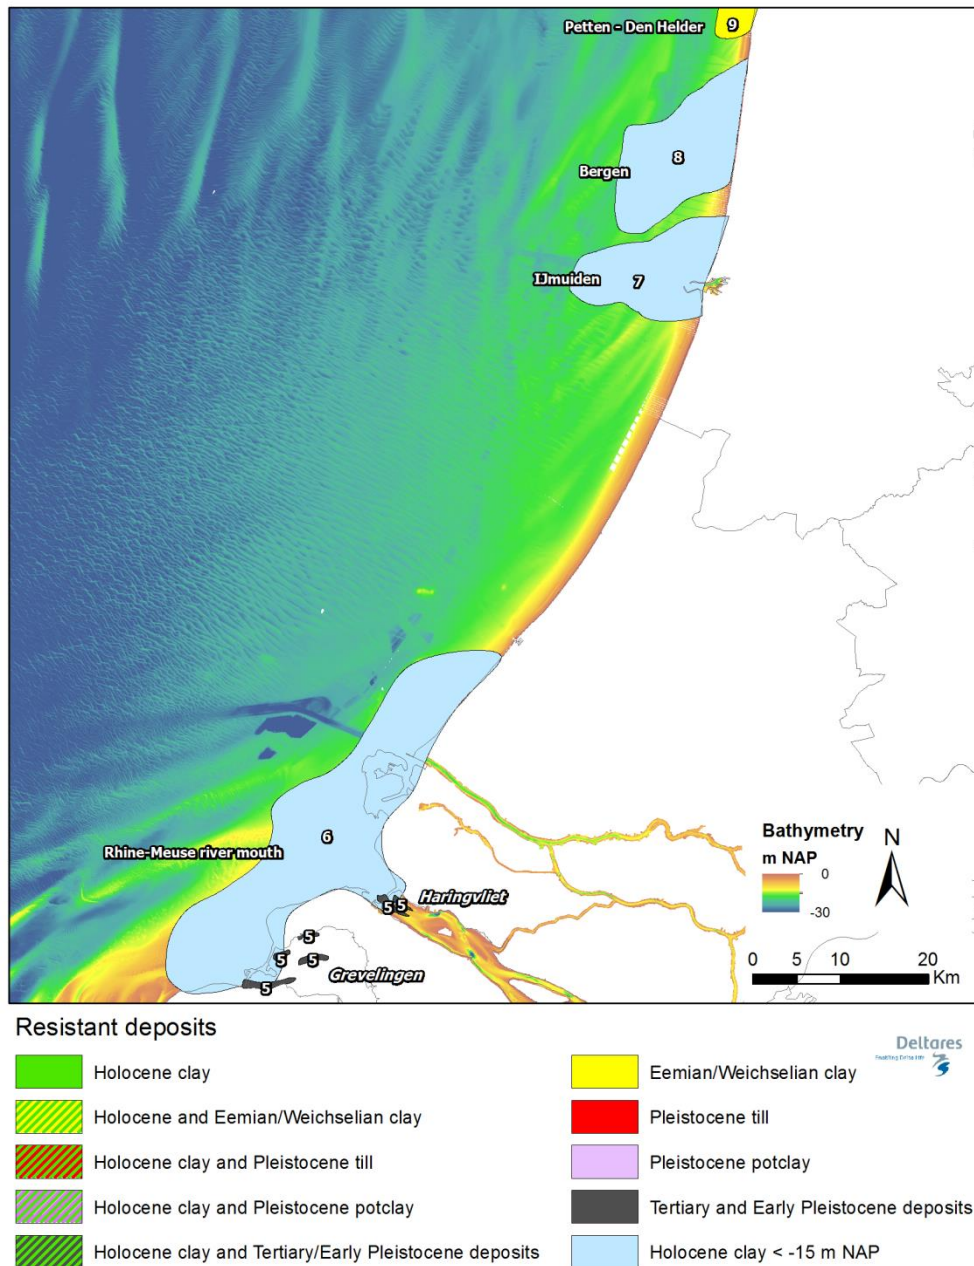 Petten - Den Helder
9
8
Bergen
IJmuiden
7
6
Rhine-Meuse river mouth
5 5
Haringvliet
5
5
5
5
Grevelingen
Bathymetry
m NAP
0
-30
N
0
10
20
Km
Resistant deposits
Deltares
Enabling Delta Life
Holocene clay
Eemian/Weichselian clay
Holocene and Eemian/Weichselian clay
Pleistocene till
Holocene clay and Pleistocene till
Pleistocene potclay
Holocene clay and Pleistocene potclay
Tertiary and Early Pleistocene deposits
Holocene clay and Tertiary/Early Pleistocene deposits
Holocene clay < -15 m NAP